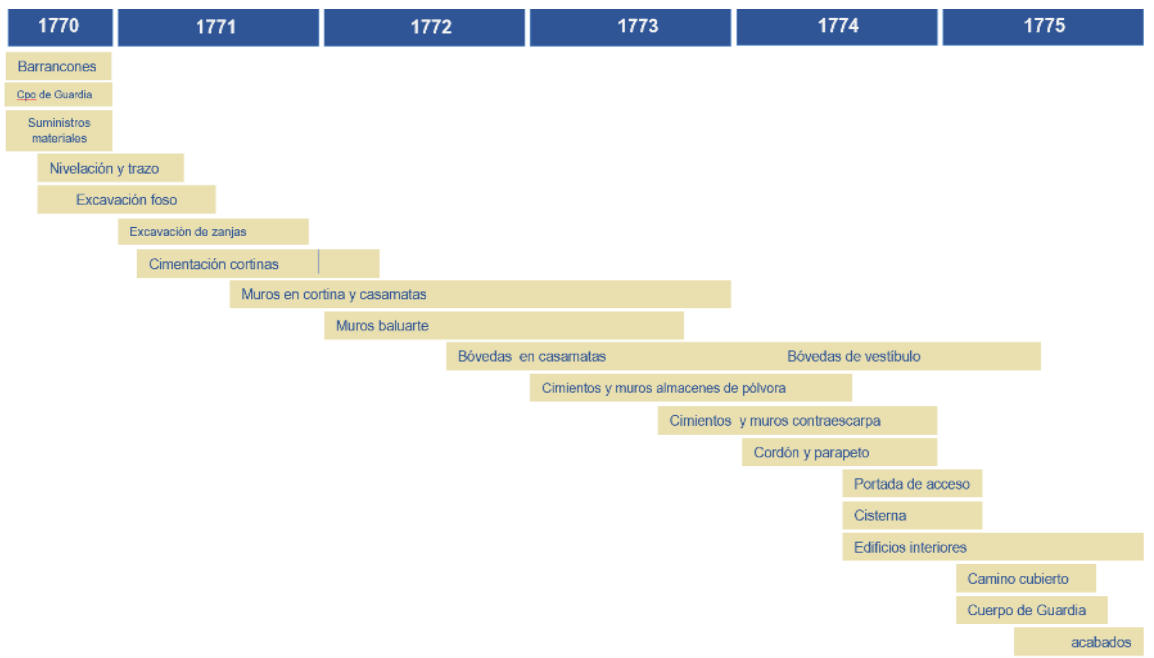 1770 1771 1772 1773 1774 1775
Barrancones
Cpo de Guardia
Suministros
materiales
Nivelación y trazo
Excavación foso
Excavación de zanjas
Cimentación cortinas
Muros en cortina y casamatas
Muros baluarte
Bóvedas en casamatas Bóvedas de vestíbulo
Cimientos y muros almacenes de pólvora
Cimientos y muros contraescarpa
Cordón y parapeto
Portada de acceso
Cisterna
Edificios interiores
Camino cubierto
Cuerpo de Guardia
acabados